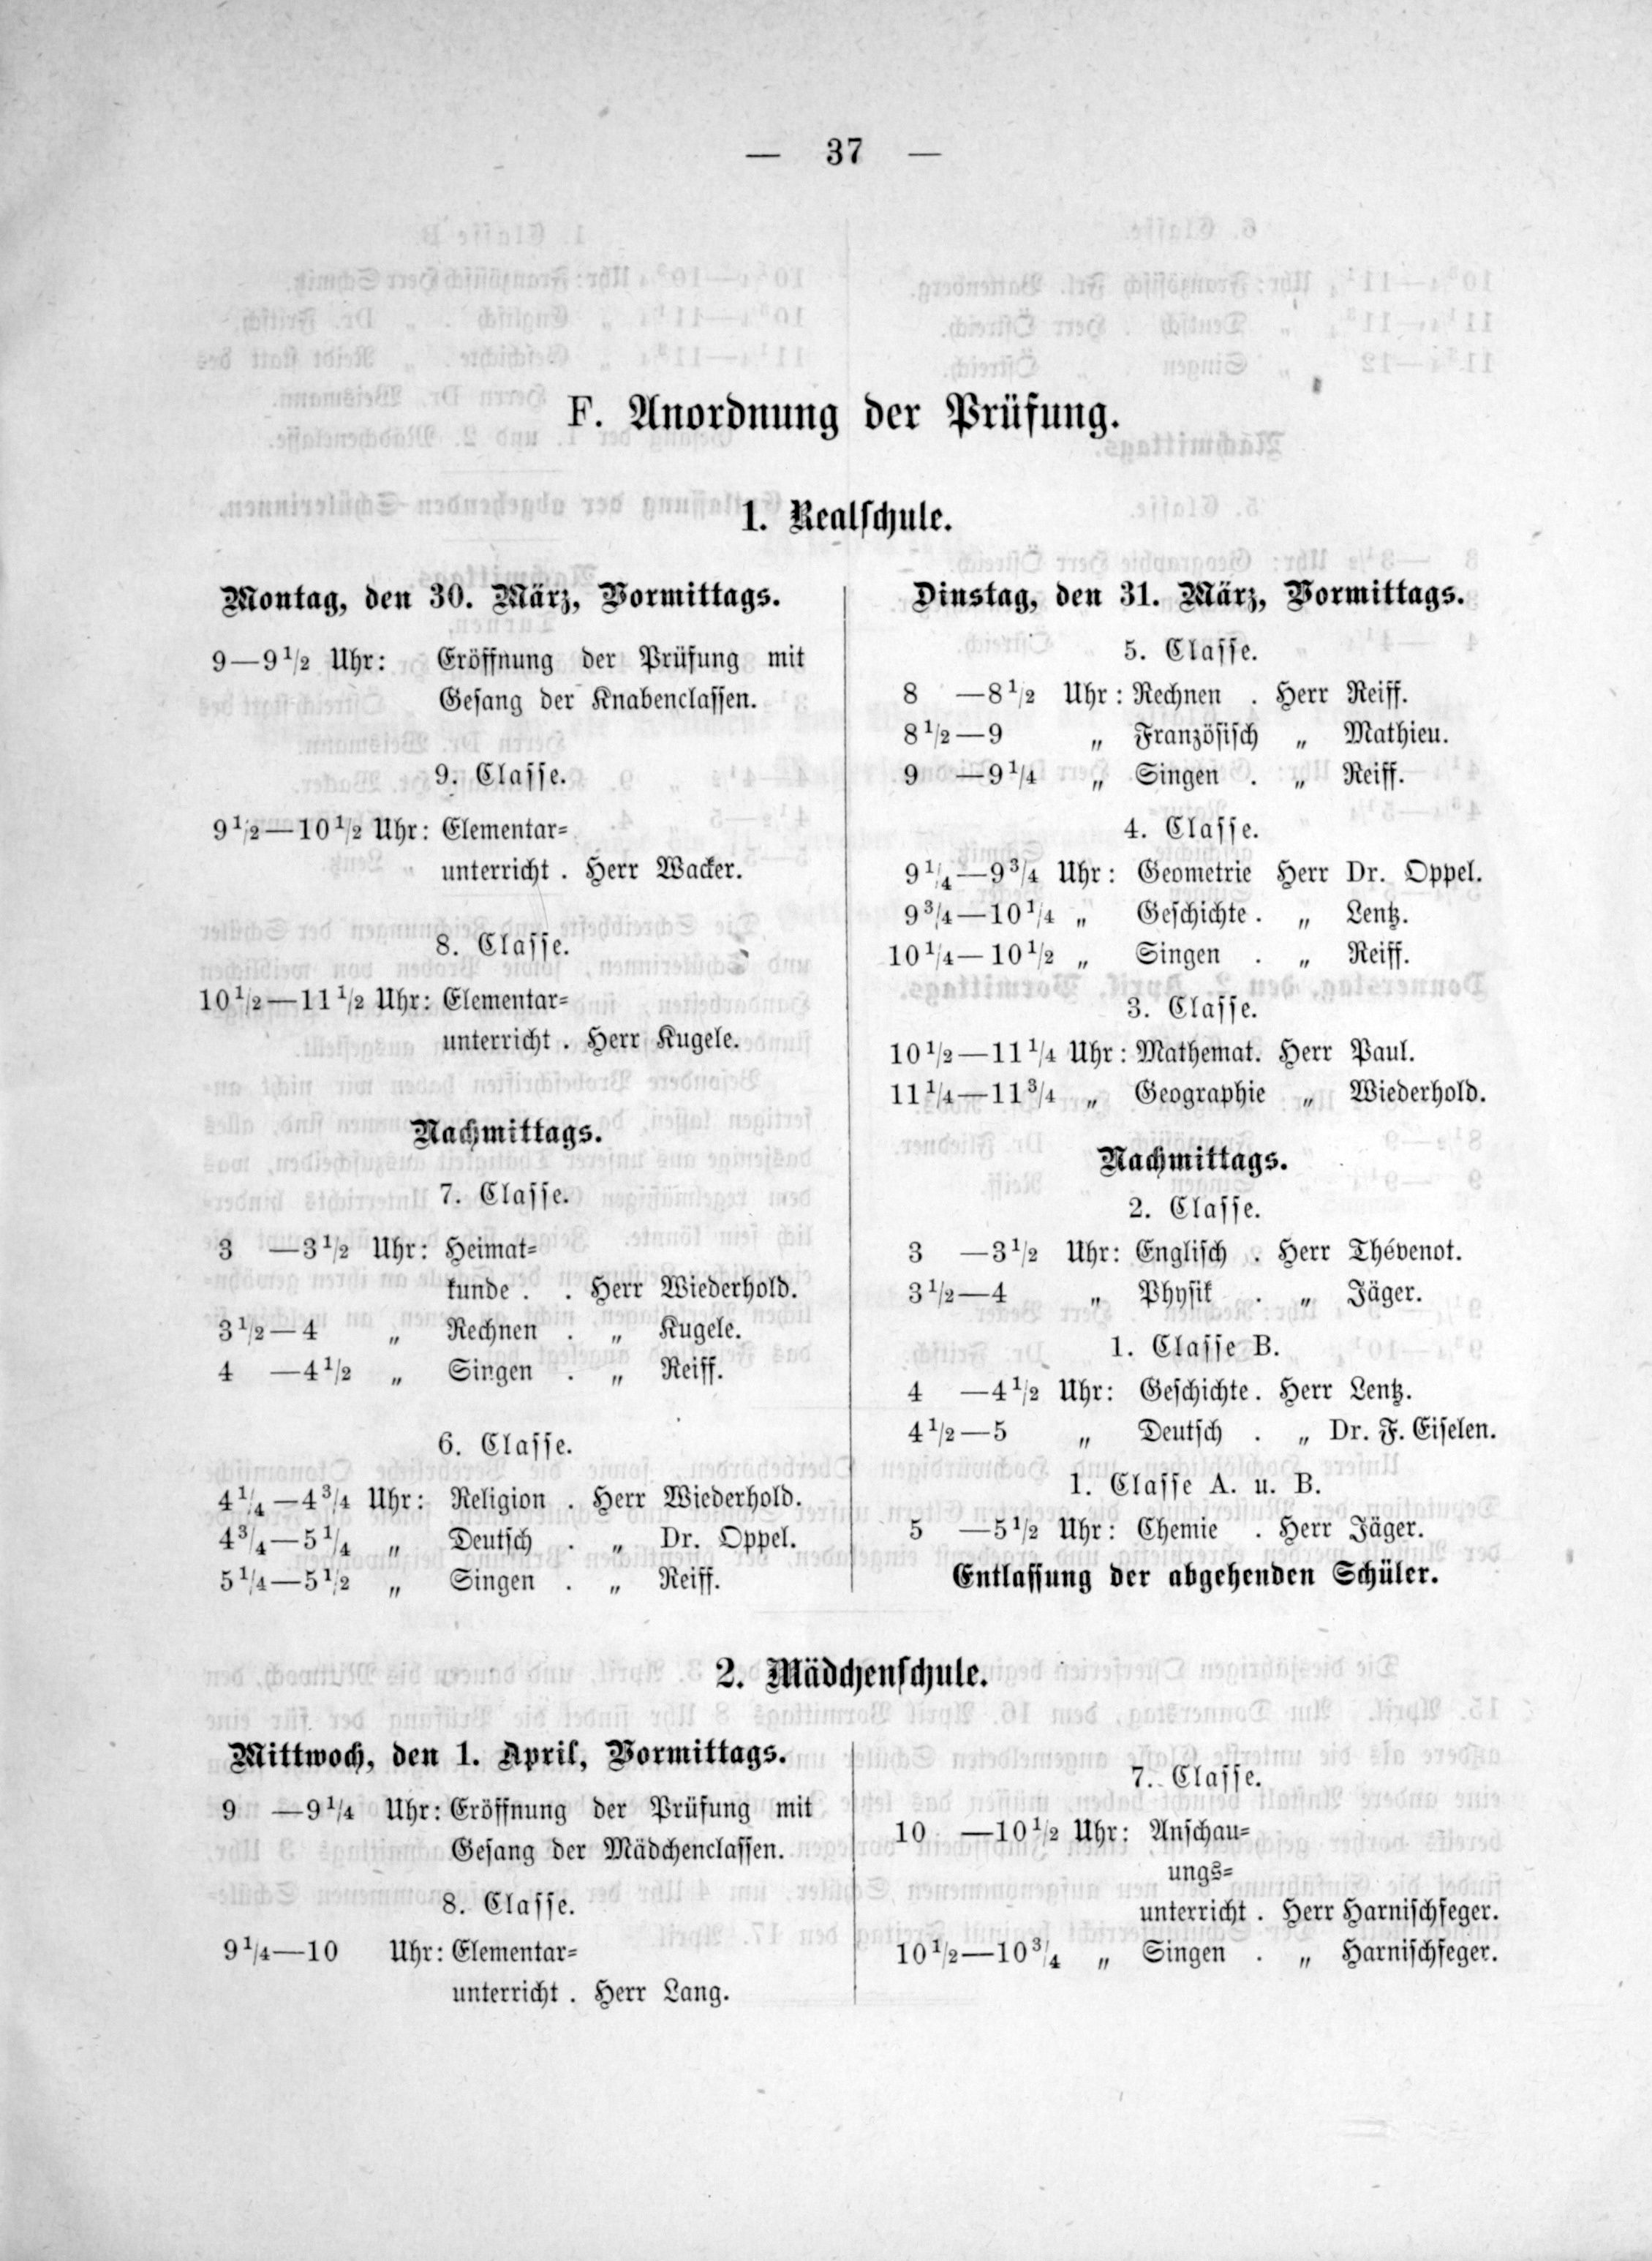 — 37 —
F. Anordnung der Prüfung.
1. Realschule.
Montag, den 30. März, Vormittags.
9—9 1/2 Uhr: Eröffnung der Prüfung mit
Gesang der Knabenclassen.
9. Classe.
9 1/2—10 1/2 Uhr: Elementar=
unterricht . Herr Wacker.
8. Classe.
10 1/2—11 1/2 Uhr: Elementar=
unterricht . Herr Kugele.
Nachmittags.
7. Classe.
3 —3 1/2 Uhr: Heimat=
kunde . . Herr Wiederhold.
3 1/2—4 „ Rechnen . „ Kugele.
4 —4 1/2 „ Singen . „ Reiff.
6. Classe.
4 1/4—4 3/4 Uhr: Religion . Herr Wiederhold.
4 3/4—5 1/4 „ Deutsch . „ Dr. Oppel.
5 1/4—5 1/2 „ Singen . „ Reiff.
Dinstag, den 31. März, Vormittags.
5. Classe.
8 —8 1/2 Uhr: Rechnen . Herr Reiff.
8 1/2—9 „ Französisch „ Mathieu.
9 —9 1/4 „ Singen . „ Reiff.
4. Classe.
9 1/4—9 3/4 Uhr: Geometrie Herr Dr. Oppel.
9 3/4—10 1/4 „ Geschichte . „ Lentz.
10 1/4—10 1/2 „ Singen . „ Reiff.
3. Classe.
10 1/2—11 1/4 Uhr: Mathemat. Herr Paul.
11 1/4—11 3/4 „ Geographie „ Wiederhold.
Nachmittags.
2. Classe.
3 —3 1/2 Uhr: Englisch . Herr Thévenot.
3 1/2—4 „ Physik . „ Jäger.
1. Classe B.
4 —4 1/2 Uhr: Geschichte . Herr Lentz.
4 1/2—5 „ Deutsch . „ Dr. F. Eiselen.
1. Classe A. u. B.
5 —5 1/2 Uhr: Chemie . Herr Jäger.
Entlassung der abgehenden Schüler.
2. Mädchenschule.
Mittwoch, den 1. April, Vormittags.
9 —9 1/4 Uhr: Eröffnung der Prüfung mit
Gesang der Mädchenclassen.
8. Classe.
9 1/4—10 Uhr: Elementar=
unterricht . Herr Lang.
7. Classe.
10 —10 1/2 Uhr: Anschau=
ungs=
unterricht . Herr Harnischfeger.
10 1/2—10 3/4 „ Singen . „ Harnischfeger.